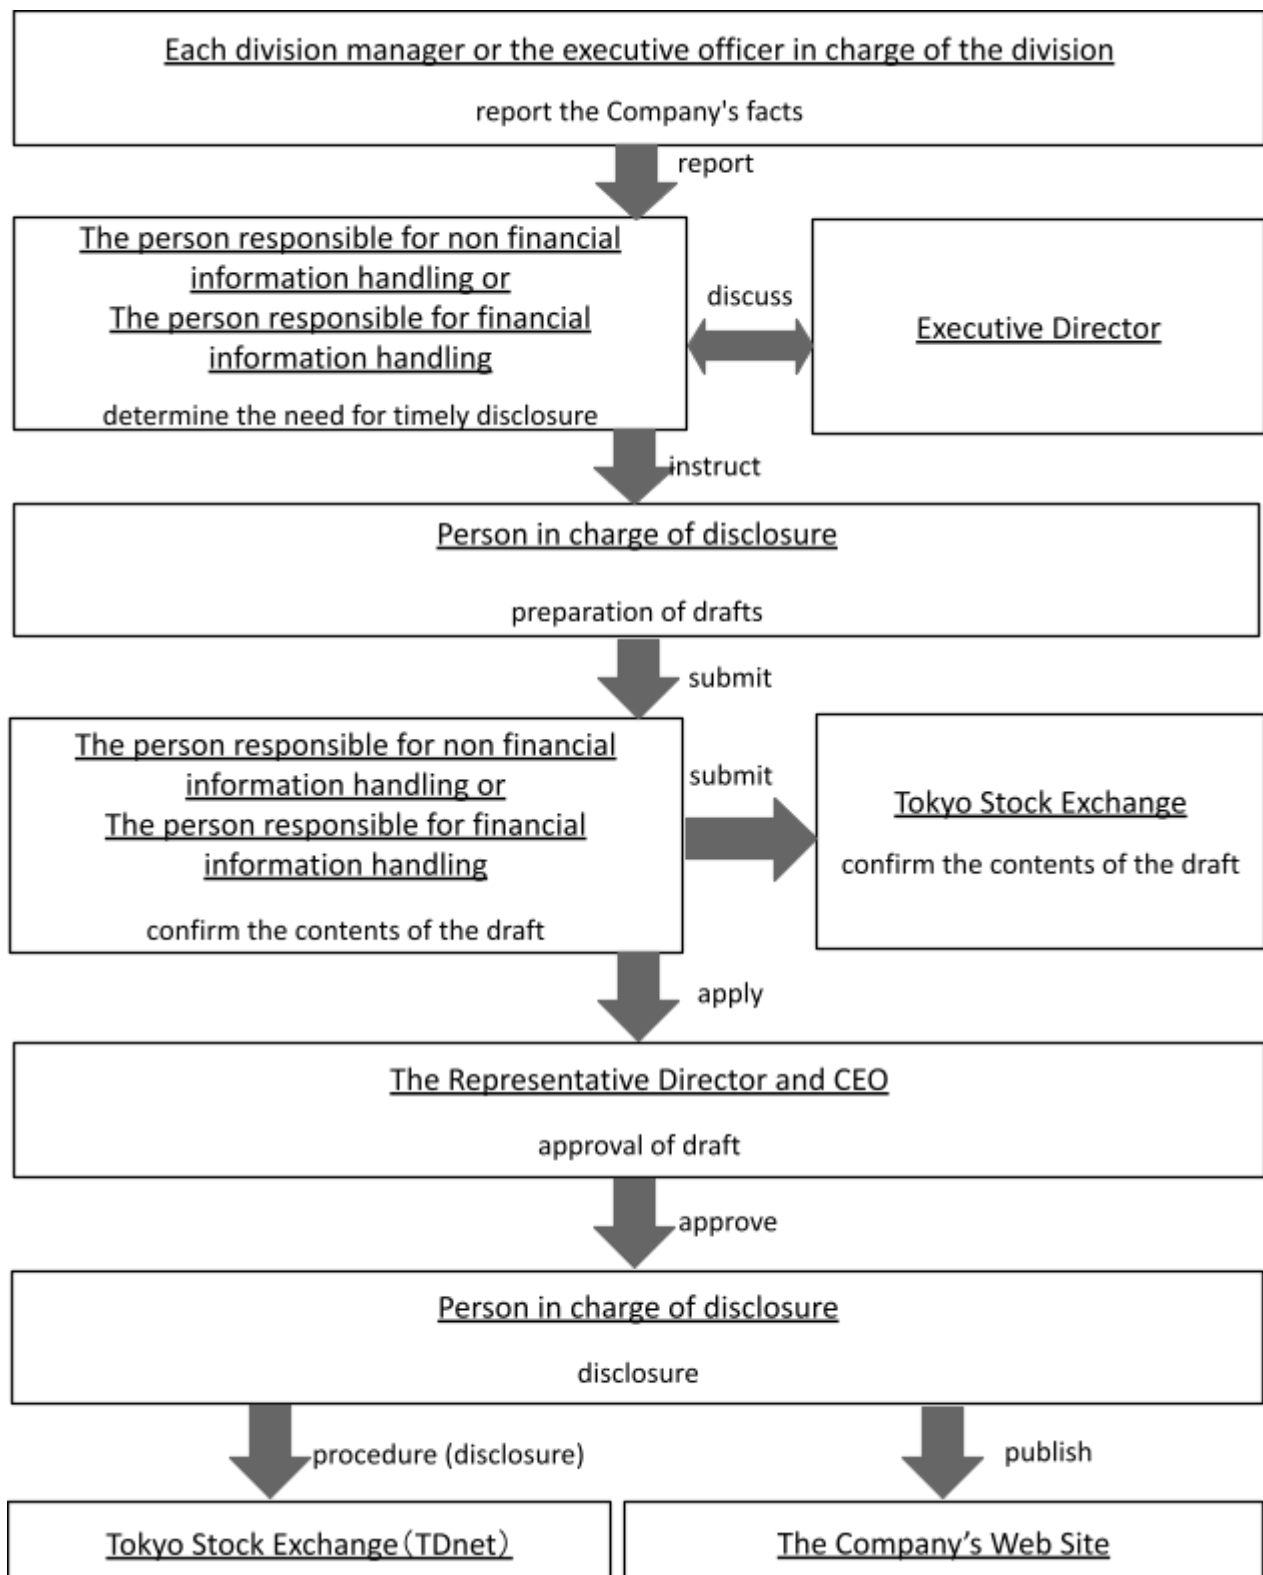 Each division manager or the executive officer in charge of the division
report the Company's facts
report
The person responsible for non financial
information handling or
The person responsible for financial
information handling
determine the need for timely disclosure
discuss
Executive Director
instruct
Person in charge of disclosure
preparation of drafts
submit
The person responsible for non financial
information handling or
The person responsible for financial
information handling
confirm the contents of the draft
submit
Tokyo Stock Exchange
confirm the contents of the draft
apply
The Representative Director and CEO
approval of draft
approve
Person in charge of disclosure
disclosure
procedure (disclosure)
publish
Tokyo Stock Exchange（TDnet）
The Company’s Web Site